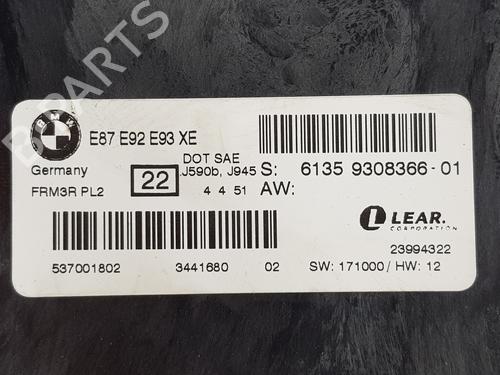 BMW
E87 E92 E93 XE
Germany
FRM3R PL2
22
DOT SAE
J590b, J945
4 4 51
S: 6135 9308366-01
AW:
LEAR.
CORPORATION
23994322
537001802
3441680
02
SW: 171000 / HW: 12
B-PARTS